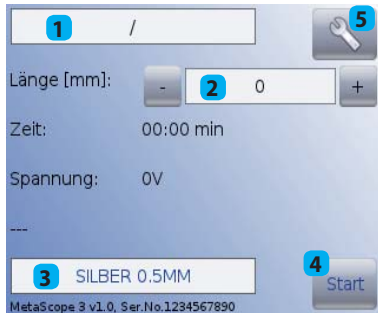 1 / 5
Länge [mm]: - 2 0 +
Zeit: 00:00 min
Spannung: 0V
---
3 SILBER 0.5MM 4 Start
MetaScope 3 v1.0, Ser.No.1234567890